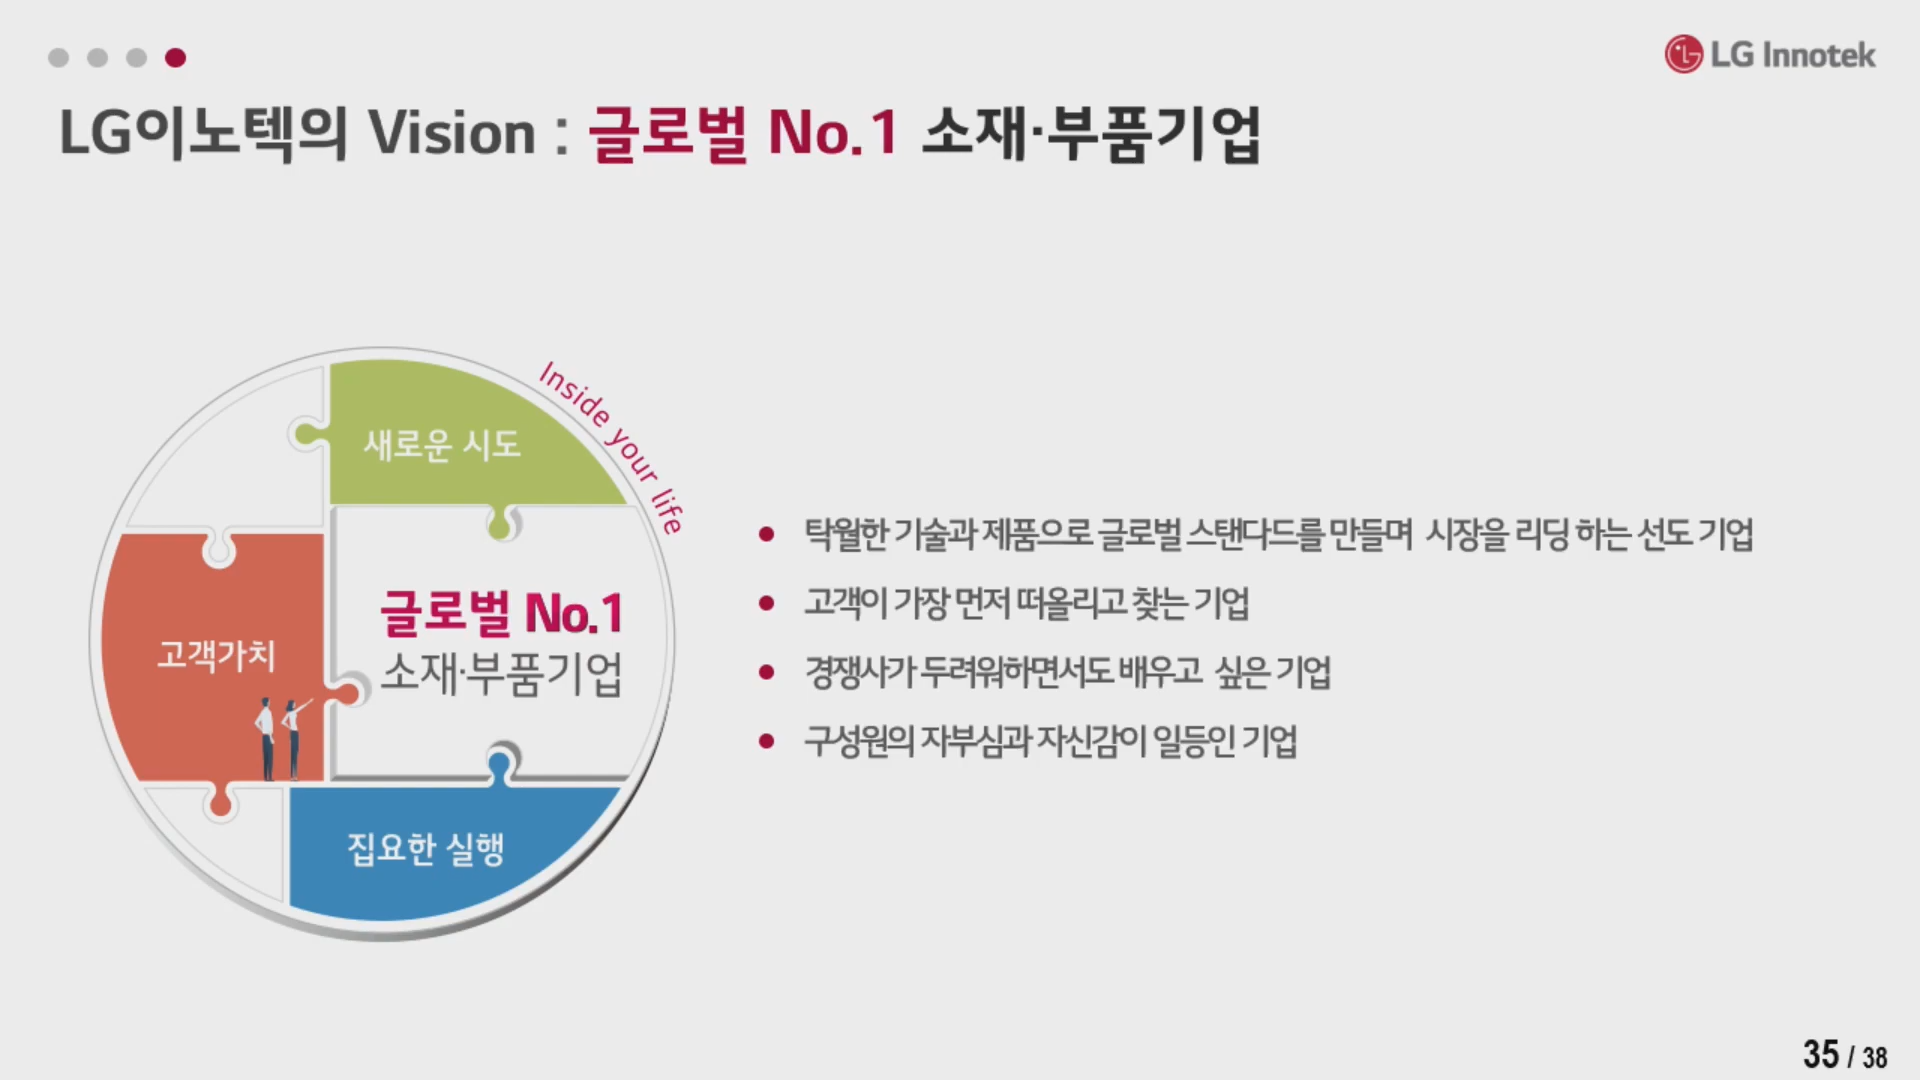 LG Innotek
LG이노텍의 Vision : 글로벌 No.1 소재·부품기업
Inside your life
새로운 시도
고객가치
글로벌 No.1
소재·부품기업
집요한 실행
탁월한 기술과 제품으로 글로벌 스탠다드를 만들며 시장을 리딩 하는 선도 기업
고객이 가장 먼저 떠올리고 찾는 기업
경쟁사가 두려워하면서도 배우고 싶은 기업
구성원의 자부심과 자신감이 일등인 기업
35 / 38